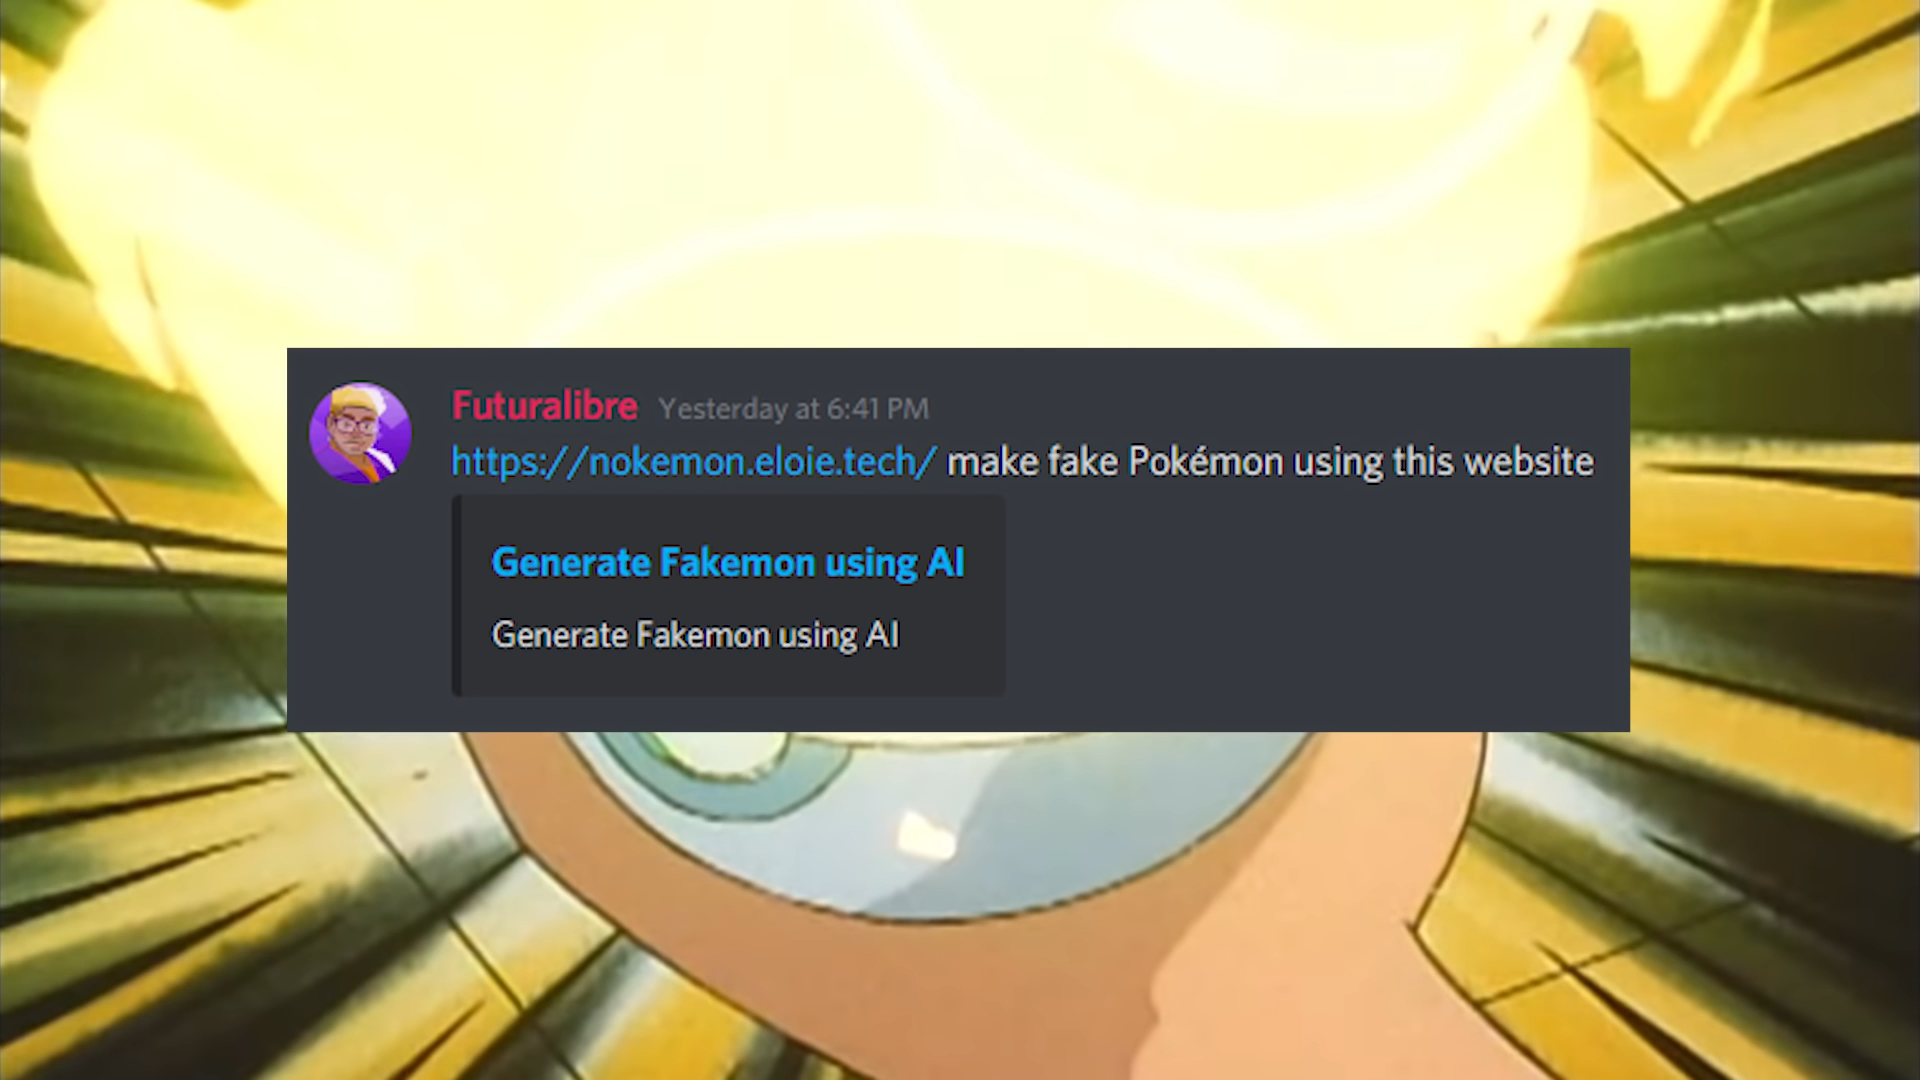 Futuralibre Yesterday at 6:41 PM
https://nokemon.eloie.tech/ make fake Pokémon using this website
Generate Fakemon using AI
Generate Fakemon using AI